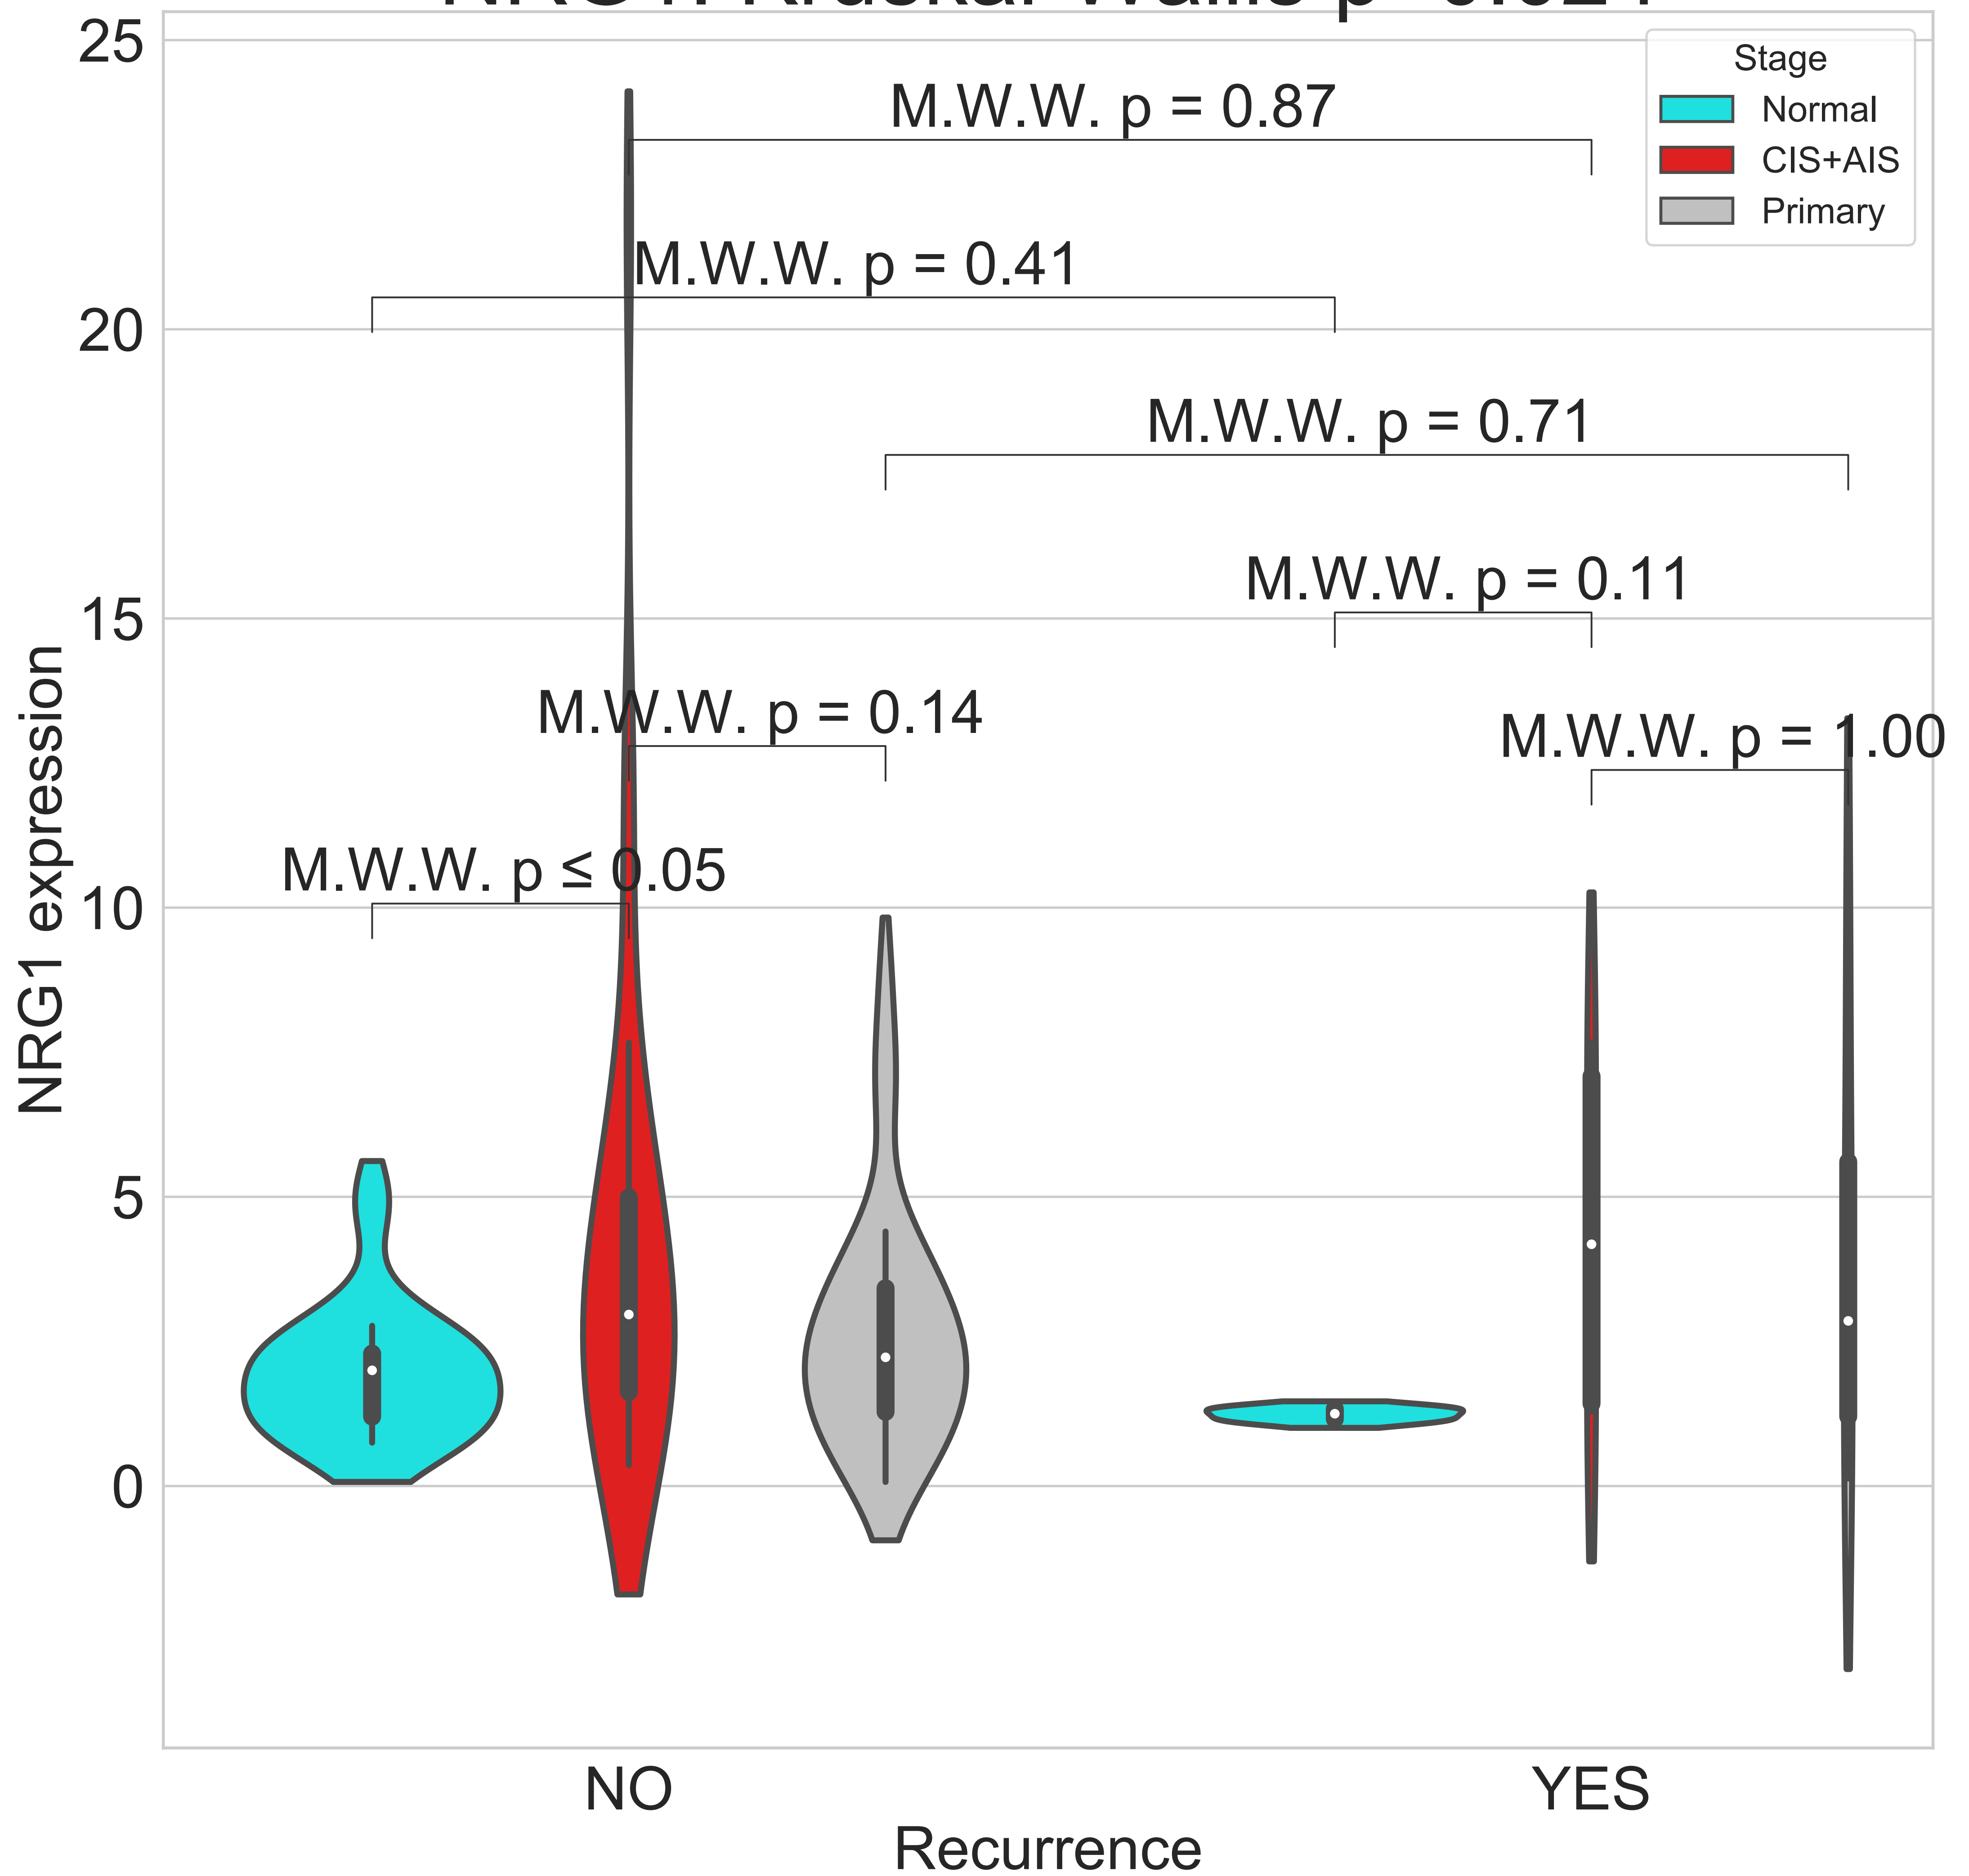 25
Stage
Normal
CIS+AIS
Primary
M.W.W. p = 0.87
M.W.W. p = 0.41
20
M.W.W. p = 0.71
M.W.W. p = 0.11
15
M.W.W. p = 0.14
M.W.W. p = 1.00
M.W.W. p ≤ 0.05
10
NRG1 expression
5
0
NO
YES
Recurrence